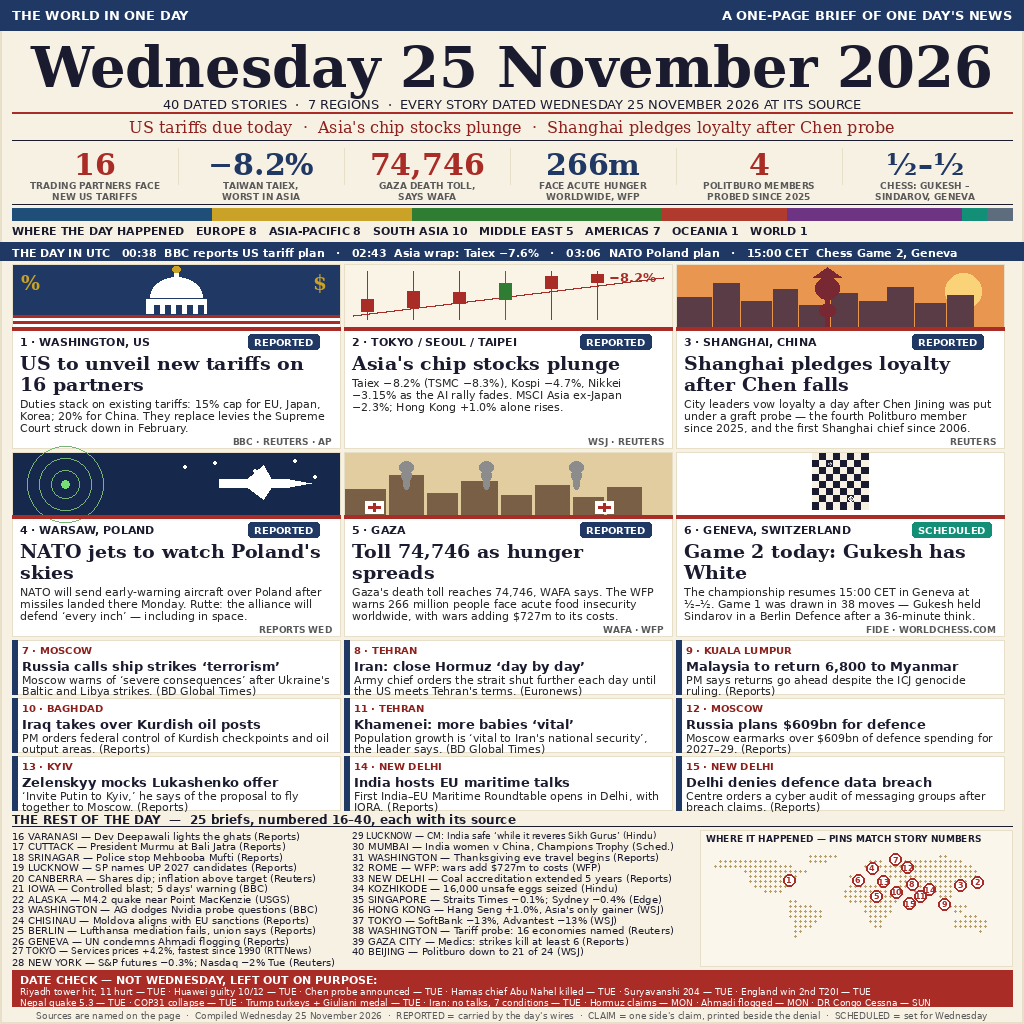 THE WORLD IN ONE DAY
A ONE-PAGE BRIEF OF ONE DAY'S NEWS
Wednesday 25 November 2026
40 DATED STORIES · 7 REGIONS · EVERY STORY DATED WEDNESDAY 25 NOVEMBER 2026 AT ITS SOURCE
US tariffs due today · Asia's chip stocks plunge · Shanghai pledges loyalty after Chen probe
16
TRADING PARTNERS FACE
NEW US TARIFFS
−8.2%
TAIWAN TAIEX,
WORST IN ASIA
74,746
GAZA DEATH TOLL,
SAYS WAFA
266m
FACE ACUTE HUNGER
WORLDWIDE, WFP
4
POLITBURO MEMBERS
PROBED SINCE 2025
½–½
CHESS: GUKESH –
SINDAROV, GENEVA
WHERE THE DAY HAPPENED EUROPE 8 ASIA-PACIFIC 8 SOUTH ASIA 10 MIDDLE EAST 5 AMERICAS 7 OCEANIA 1 WORLD 1
THE DAY IN UTC 00:38 BBC reports US tariff plan · 02:43 Asia wrap: Taiex −7.6% · 03:06 NATO Poland plan · 15:00 CET Chess Game 2, Geneva
% $
1 · WASHINGTON, US REPORTED
US to unveil new tariffs on
16 partners
Duties stack on existing tariffs: 15% cap for EU, Japan,
Korea; 20% for China. They replace levies the Supreme
Court struck down in February.
BBC · REUTERS · AP
−8.2%
2 · TOKYO / SEOUL / TAIPEI REPORTED
Asia's chip stocks plunge
Taiex −8.2% (TSMC −8.3%), Kospi −4.7%, Nikkei
−3.15% as the AI rally fades. MSCI Asia ex-Japan
−2.3%; Hong Kong +1.0% alone rises.
WSJ · REUTERS
3 · SHANGHAI, CHINA REPORTED
Shanghai pledges loyalty
after Chen falls
City leaders vow loyalty a day after Chen Jining was put
under a graft probe — the fourth Politburo member
since 2025, and the first Shanghai chief since 2006.
REUTERS
4 · WARSAW, POLAND REPORTED
NATO jets to watch Poland's
skies
NATO will send early-warning aircraft over Poland after
missiles landed there Monday. Rutte: the alliance will
defend ‘every inch’ — including in space.
REPORTS WED
5 · GAZA REPORTED
Toll 74,746 as hunger
spreads
Gaza's death toll reaches 74,746, WAFA says. The WFP
warns 266 million people face acute food insecurity
worldwide, with wars adding $727m to its costs.
WAFA · WFP
6 · GENEVA, SWITZERLAND SCHEDULED
Game 2 today: Gukesh has
White
The championship resumes 15:00 CET in Geneva at
½–½. Game 1 was drawn in 38 moves — Gukesh held
Sindarov in a Berlin Defence after a 36-minute think.
FIDE · WORLDCHESS.COM
7 · MOSCOW
Russia calls ship strikes ‘terrorism’
Moscow warns of ‘severe consequences’ after Ukraine's
Baltic and Libya strikes. (BD Global Times)
8 · TEHRAN
Iran: close Hormuz ‘day by day’
Army chief orders the strait shut further each day until
the US meets Tehran's terms. (Euronews)
9 · KUALA LUMPUR
Malaysia to return 6,800 to Myanmar
PM says returns go ahead despite the ICJ genocide
ruling. (Reports)
10 · BAGHDAD
Iraq takes over Kurdish oil posts
PM orders federal control of Kurdish checkpoints and oil
output areas. (Reports)
11 · TEHRAN
Khamenei: more babies ‘vital’
Population growth is ‘vital to Iran's national security’,
the leader says. (BD Global Times)
12 · MOSCOW
Russia plans $609bn for defence
Moscow earmarks over $609bn of defence spending for
2027–29. (Reports)
13 · KYIV
Zelenskyy mocks Lukashenko offer
‘Invite Putin to Kyiv,’ he says of the proposal to fly
together to Moscow. (Reports)
14 · NEW DELHI
India hosts EU maritime talks
First India–EU Maritime Roundtable opens in Delhi, with
IORA. (Reports)
15 · NEW DELHI
Delhi denies defence data breach
Centre orders a cyber audit of messaging groups after
breach claims. (Reports)
THE REST OF THE DAY — 25 briefs, numbered 16–40, each with its source
16 VARANASI — Dev Deepawali lights the ghats (Reports)
17 CUTTACK — President Murmu at Bali Jatra (Reports)
18 SRINAGAR — Police stop Mehbooba Mufti (Reports)
19 LUCKNOW — SP names UP 2027 candidates (Reports)
20 CANBERRA — Shares dip; inflation above target (Reuters)
21 IOWA — Controlled blast; 5 days' warning (BBC)
22 ALASKA — M4.2 quake near Point MacKenzie (USGS)
23 WASHINGTON — AG dodges Nvidia probe questions (BBC)
24 CHISINAU — Moldova aligns with EU sanctions (Reports)
25 BERLIN — Lufthansa mediation fails, union says (Reports)
26 GENEVA — UN condemns Ahmadi flogging (Reports)
27 TOKYO — Services prices +4.2%, fastest since 1990 (RTTNews)
28 NEW YORK — S&P futures −0.3%; Nasdaq −2% Tue (Reuters)
29 LUCKNOW — CM: India safe ‘while it reveres Sikh Gurus’ (Hindu)
30 MUMBAI — India women v China, Champions Trophy (Sched.)
31 WASHINGTON — Thanksgiving eve travel begins (Reports)
32 ROME — WFP: wars add $727m to costs (WFP)
33 NEW DELHI — Coal accreditation extended 5 years (Reports)
34 KOZHIKODE — 16,000 unsafe eggs seized (Hindu)
35 SINGAPORE — Straits Times −0.1%; Sydney −0.4% (Edge)
36 HONG KONG — Hang Seng +1.0%, Asia's only gainer (WSJ)
37 TOKYO — SoftBank −13%, Advantest −13% (WSJ)
38 WASHINGTON — Tariff probe: 16 economies named (Reuters)
39 GAZA CITY — Medics: strikes kill at least 6 (Reports)
40 BEIJING — Politburo down to 21 of 24 (WSJ)
WHERE IT HAPPENED — PINS MATCH STORY NUMBERS
7
4 12
1 6 13 8 3 2
5 10 11 14
15 9
DATE CHECK — NOT WEDNESDAY, LEFT OUT ON PURPOSE:
Riyadh tower hit, 11 hurt — TUE · Huawei guilty 10/12 — TUE · Chen probe announced — TUE · Hamas chief Abu Nahel killed — TUE · Suryavanshi 204 — TUE · England win 2nd T20I — TUE
Nepal quake 5.3 — TUE · COP31 collapse — TUE · Trump turkeys + Giuliani medal — TUE · Iran: no talks, 7 conditions — TUE · Hormuz claims — MON · Ahmadi flogged — MON · DR Congo Cessna — SUN
Sources are named on the page · Compiled Wednesday 25 November 2026 · REPORTED = carried by the day's wires · CLAIM = one side's claim, printed beside the denial · SCHEDULED = set for Wednesday